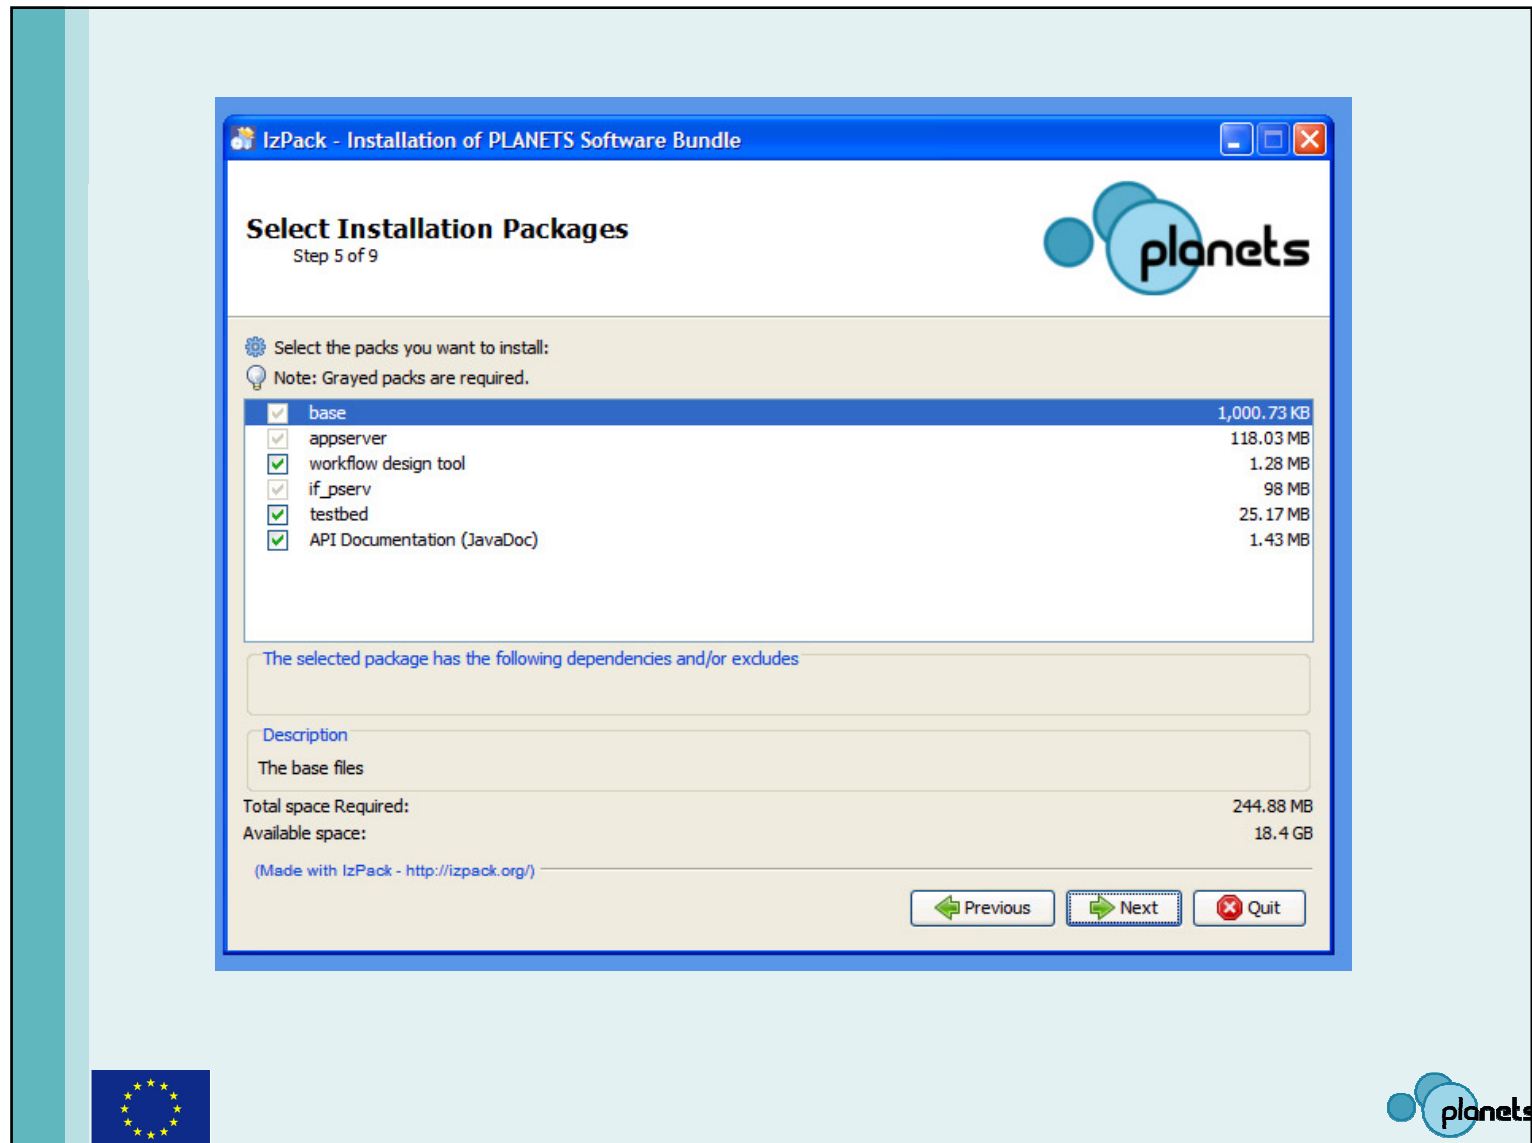 IzPack - Installation of PLANETS Software Bundle
Select Installation Packages
Step 5 of 9
planets
Select the packs you want to install:
Note: Grayed packs are required.
base 1,000.73 KB
appserver 118.03 MB
workflow design tool 1.28 MB
if_pserv 98 MB
testbed 25.17 MB
API Documentation (JavaDoc) 1.43 MB
The selected package has the following dependencies and/or excludes
Description
The base files
Total space Required: 244.88 MB
Available space: 18.4 GB
(Made with IzPack - http://izpack.org/)
Previous Next Quit
planets